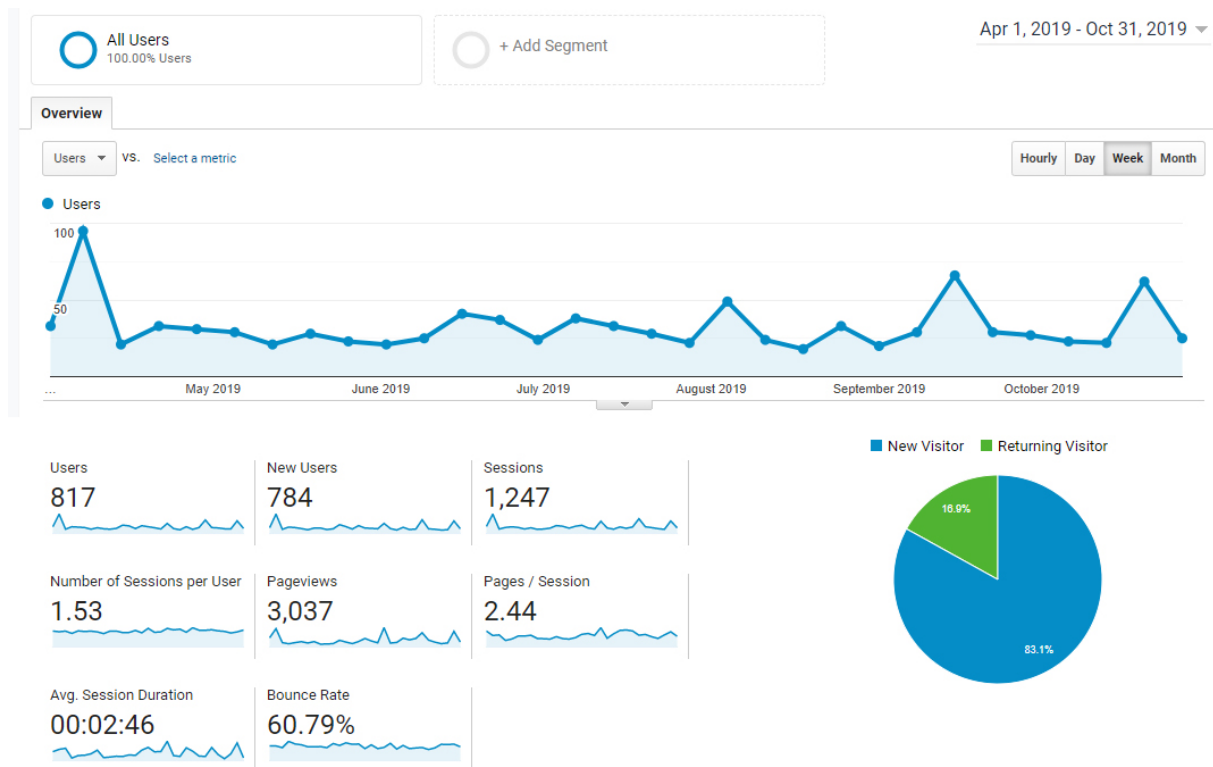 All Users
100.00% Users
+ Add Segment
Apr 1, 2019 - Oct 31, 2019
Overview
Users
VS.
Select a metric
Hourly
Day
Week
Month
Users
100
50
...
May 2019
June 2019
July 2019
August 2019
September 2019
October 2019
New Visitor
Returning Visitor
Users
817
New Users
784
Sessions
1,247
16.9%
83.1%
Number of Sessions per User
1.53
Pageviews
3,037
Pages / Session
2.44
Avg. Session Duration
00:02:46
Bounce Rate
60.79%